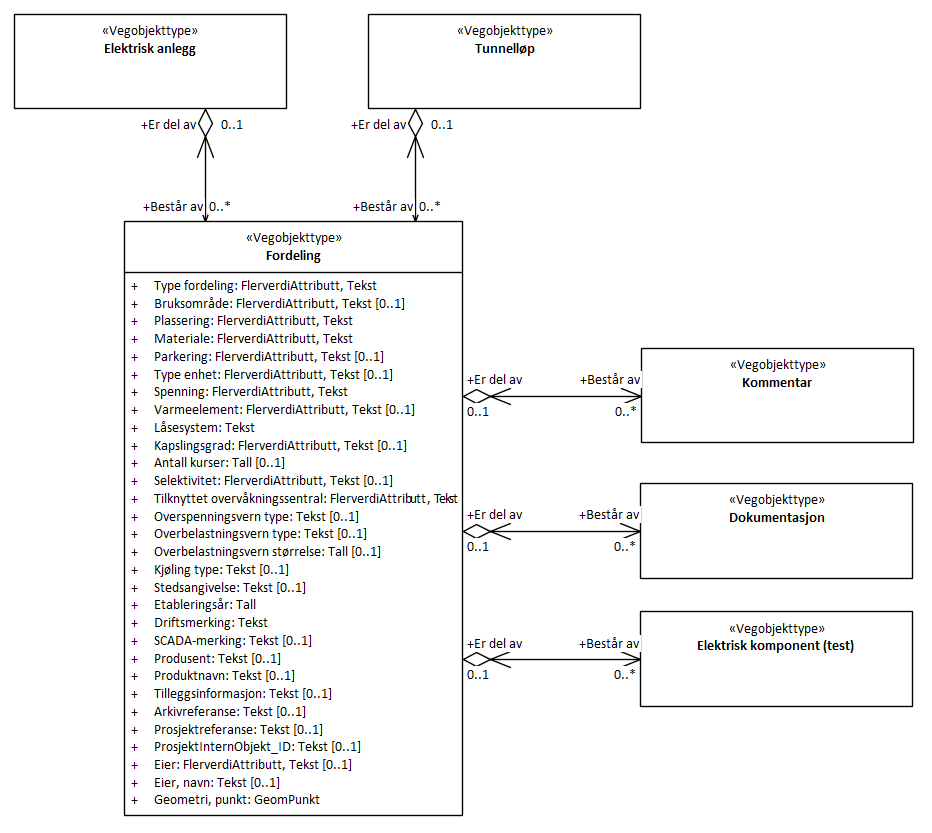 «Vegobjekttype»
Elektrisk anlegg
«Vegobjekttype»
Tunnelløp
+Er del av
0..1
+Er del av
0..1
+Består av
0..*
+Består av
0..*
«Vegobjekttype»
Fordeling
+ Type fordeling: FlerverdiAttributt, Tekst
+ Bruksområde: FlerverdiAttributt, Tekst [0..1]
+ Plassering: FlerverdiAttributt, Tekst
+ Materiale: FlerverdiAttributt, Tekst
+ Parkering: FlerverdiAttributt, Tekst [0..1]
+ Type enhet: FlerverdiAttributt, Tekst [0..1]
+ Spenning: FlerverdiAttributt, Tekst
+ Varmeelement: FlerverdiAttributt, Tekst [0..1]
+ Låsesystem: Tekst
+ Kapslingsgrad: FlerverdiAttributt, Tekst [0..1]
+ Antall kurser: Tall [0..1]
+ Selektivitet: FlerverdiAttributt, Tekst [0..1]
+ Tilknyttet overvåkningssentral: FlerverdiAttributt, Tekst
+ Overspenningsvern type: Tekst [0..1]
+ Overbelastningsvern type: Tekst [0..1]
+ Overbelastningsvern størrelse: Tall [0..1]
+ Kjøling type: Tekst [0..1]
+ Stedsangivelse: Tekst [0..1]
+ Etableringsår: Tall
+ Driftsmerking: Tekst
+ SCADA-merking: Tekst [0..1]
+ Produsent: Tekst [0..1]
+ Produktnavn: Tekst [0..1]
+ Tilleggsinformasjon: Tekst [0..1]
+ Arkivreferanse: Tekst [0..1]
+ Prosjektreferanse: Tekst [0..1]
+ ProsjektInternObjekt_ID: Tekst [0..1]
+ Eier: FlerverdiAttributt, Tekst [0..1]
+ Eier, navn: Tekst [0..1]
+ Geometri, punkt: GeomPunkt
+Er del av
0..1
+Består av
0..*
«Vegobjekttype»
Kommentar
+Er del av
0..1
+Består av
0..*
«Vegobjekttype»
Dokumentasjon
+Er del av
0..1
+Består av
0..*
«Vegobjekttype»
Elektrisk komponent (test)